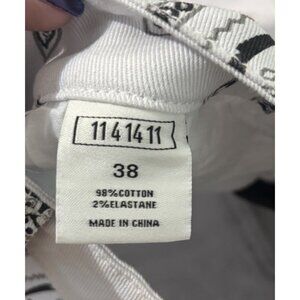 1141411
38
98%COTTON
2%ELASTANE
MADE IN CHINA